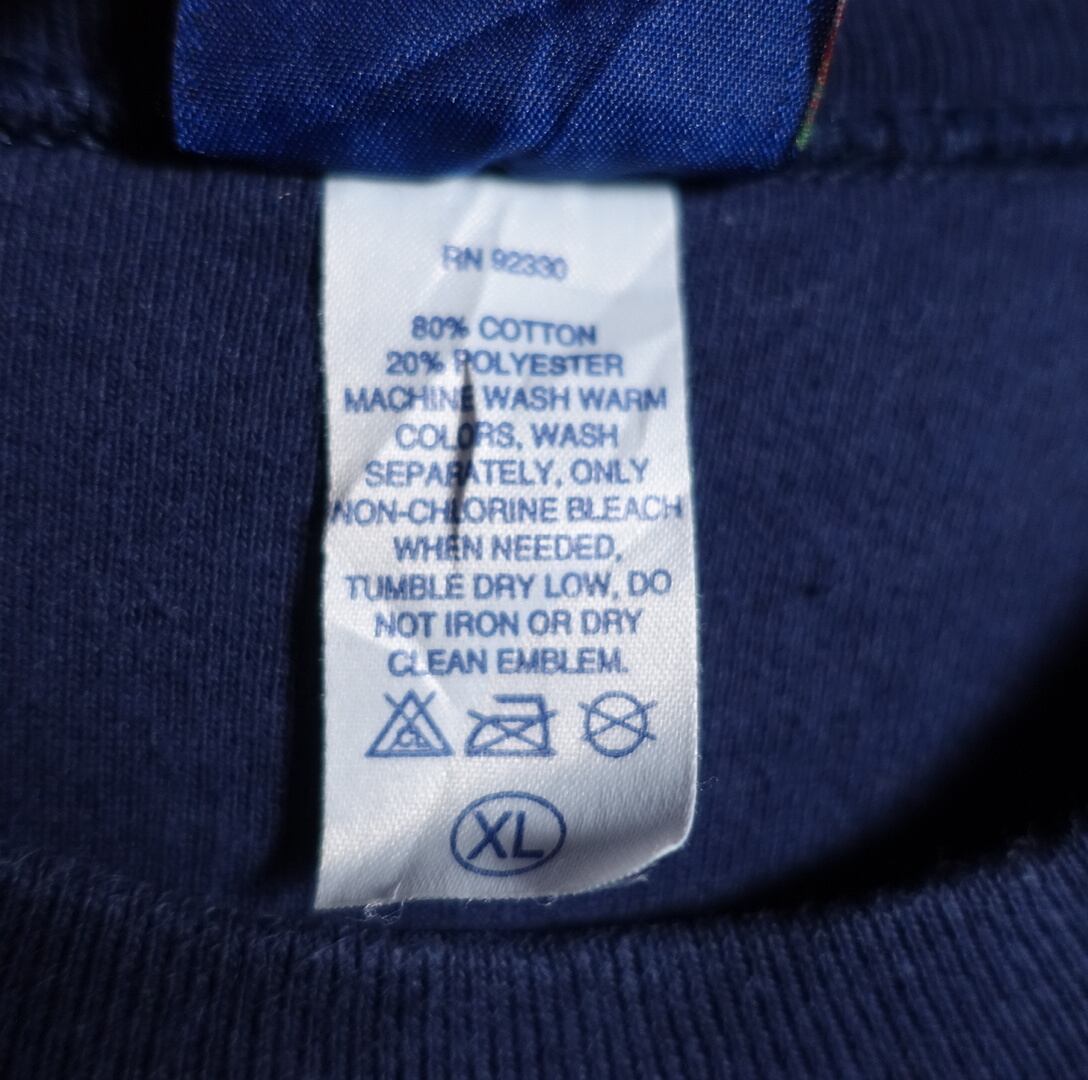 RN 92330
80% COTTON
20% POLYESTER
MACHINE WASH WARM
COLORS, WASH
SEPARATELY, ONLY
NON-CHLORINE BLEACH
WHEN NEEDED,
TUMBLE DRY LOW, DO
NOT IRON OR DRY
CLEAN EMBLEM.
CL
XL